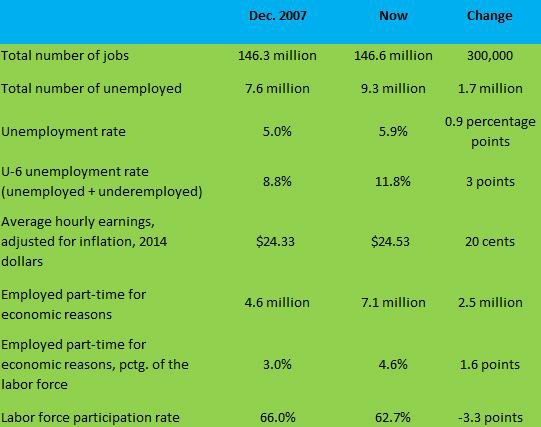 Dec. 2007 Now Change
Total number of jobs 146.3 million 146.6 million 300,000
Total number of unemployed 7.6 million 9.3 million 1.7 million
Unemployment rate 5.0% 5.9% 0.9 percentage
points
U-6 unemployment rate
(unemployed + underemployed) 8.8% 11.8% 3 points
Average hourly earnings,
adjusted for inflation, 2014 $24.33 $24.53 20 cents
dollars
Employed part-time for
economic reasons 4.6 million 7.1 million 2.5 million
Employed part-time for
economic reasons, pctg. of the 3.0% 4.6% 1.6 points
labor force
Labor force participation rate 66.0% 62.7% -3.3 points